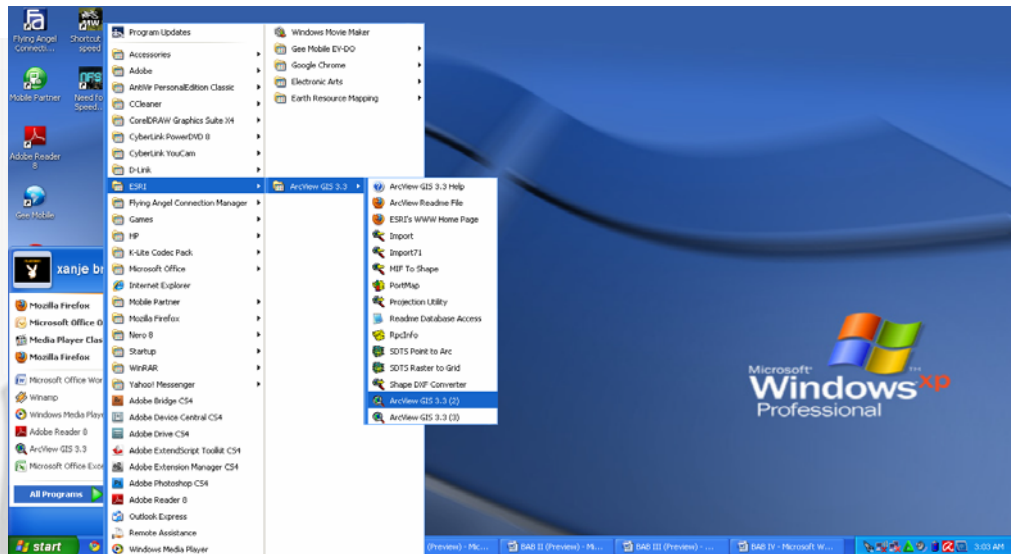 Flying Angel
Connecti...
Shortcut
speed
Mobile Partner
Need fo
Speed...
Adobe Reader
8
Gee Mobile
xanje br
Mozilla Firefox
Microsoft Office O
Media Player Clas
Mozilla Firefox
Microsoft Office Wor
Winamp
Windows Media Playe
Adobe Reader 8
ArcView GIS 3.3
Microsoft Office Exce
All Programs
start
Program Updates
Accessories
Adobe
AntiVir PersonalEdition Classic
CCleaner
CorelDRAW Graphics Suite X4
CyberLink PowerDVD 8
CyberLink YouCam
D-Link
ESRI
Flying Angel Connection Manager
Games
HP
K-Lite Codec Pack
Microsoft Office
Internet Explorer
Mobile Partner
Mozilla Firefox
Nero 8
Startup
WinRAR
Yahoo! Messenger
Adobe Bridge CS4
Adobe Device Central CS4
Adobe Drive CS4
Adobe ExtendScript Toolkit CS4
Adobe Extension Manager CS4
Adobe Photoshop CS4
Adobe Reader 8
Outlook Express
Remote Assistance
Windows Media Player
Windows Movie Maker
Gee Mobile EV-DO
Google Chrome
Electronic Arts
Earth Resource Mapping
ArcView GIS 3.3
ArcView GIS 3.3 Help
ArcView Readme File
ESRI's WWW Home Page
Import
Import71
MIF To Shape
PortMap
Projection Utility
Readme Database Access
RpcInfo
SDTS Point to Arc
SDTS Raster to Grid
Shape DXF Converter
ArcView GIS 3.3 (2)
ArcView GIS 3.3 (3)
Microsoft
Windows xp
Professional
(Preview) - Mic...
BAB II (Preview) - Mi...
BAB III (Preview) - ...
BAB IV - Microsoft W...
3:03 AM